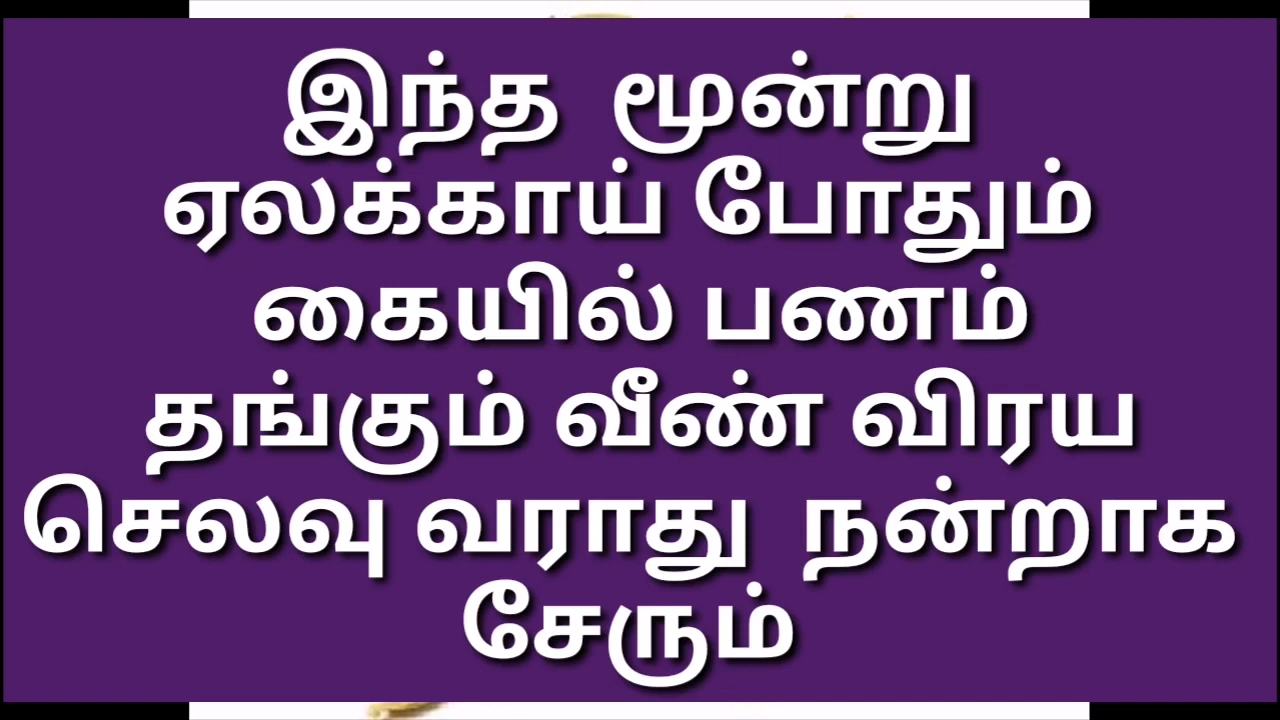 இந்த மூன்று
ஏலக்காய் போதும்
கையில் பணம்
தங்கும் வீண் விரய
செலவு வராது நன்றாக
சேரும்